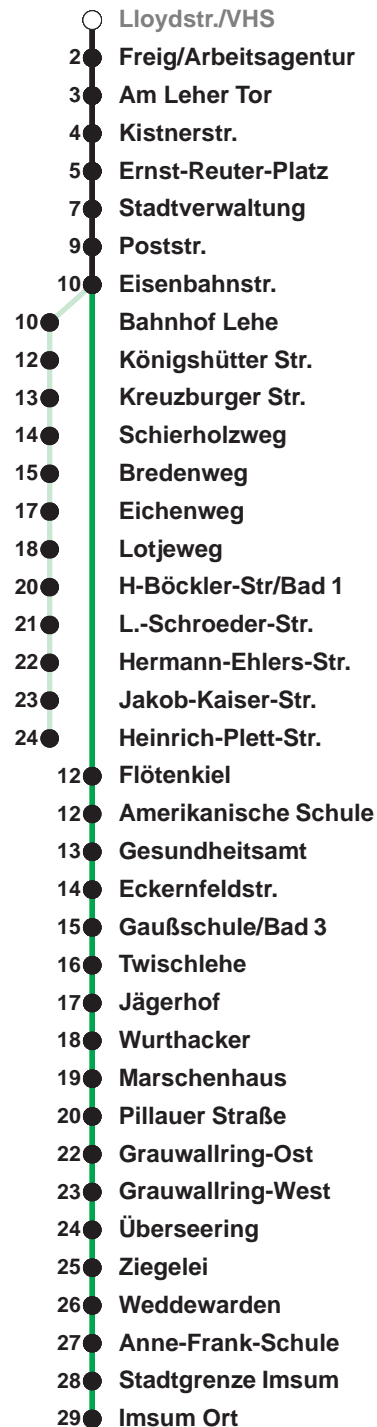 Lloydstr./VHS
2 Freig/Arbeitsagentur
3 Am Leher Tor
4 Kistnerstr.
5 Ernst-Reuter-Platz
7 Stadtverwaltung
9 Poststr.
10 Eisenbahnstr.
10 Bahnhof Lehe
12 Königshütter Str.
13 Kreuzburger Str.
14 Schierholzweg
15 Bredenweg
17 Eichenweg
18 Lotjeweg
20 H-Böckler-Str/Bad 1
21 L.-Schroeder-Str.
22 Hermann-Ehlers-Str.
23 Jakob-Kaiser-Str.
24 Heinrich-Plett-Str.
12 Flötenkiel
12 Amerikanische Schule
13 Gesundheitsamt
14 Eckernfeldstr.
15 Gaußschule/Bad 3
16 Twischlehe
17 Jägerhof
18 Wurthacker
19 Marschenhaus
20 Pillauer Straße
22 Grauwallring-Ost
23 Grauwallring-West
24 Überseering
25 Ziegelei
26 Weddewarden
27 Anne-Frank-Schule
28 Stadtgrenze Imsum
29 Imsum Ort